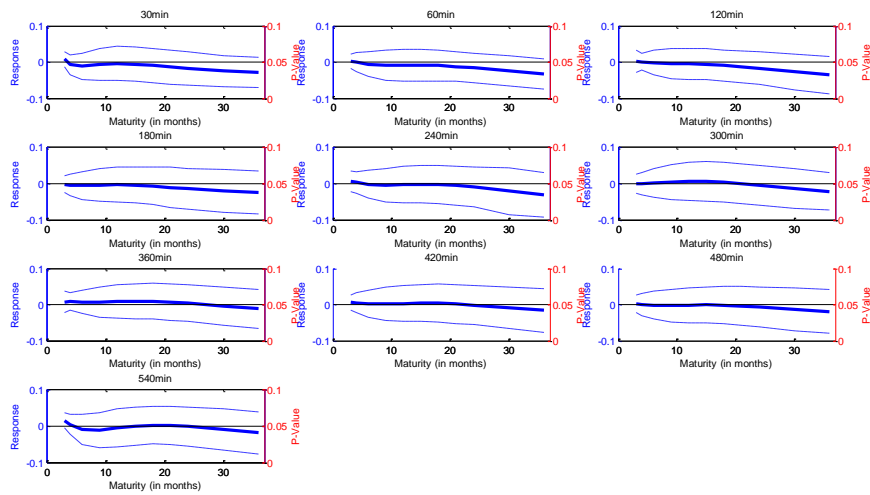 30min
60min
120min
0.1
0
-0.1
Response
0.1
0.05
0
P-Value
0 10 20 30
Maturity (in months)
0.1
0
-0.1
Response
0.1
0.05
0
P-Value
0 10 20 30
Maturity (in months)
0.1
0
-0.1
Response
0.1
0.05
0
P-Value
0 10 20 30
Maturity (in months)
180min
240min
300min
0.1
0
-0.1
Response
0.1
0.05
0
P-Value
0 10 20 30
Maturity (in months)
0.1
0
-0.1
Response
0.1
0.05
0
P-Value
0 10 20 30
Maturity (in months)
0.1
0
-0.1
Response
0.1
0.05
0
P-Value
0 10 20 30
Maturity (in months)
360min
420min
480min
0.1
0
-0.1
Response
0.1
0.05
0
P-Value
0 10 20 30
Maturity (in months)
0.1
0
-0.1
Response
0.1
0.05
0
P-Value
0 10 20 30
Maturity (in months)
0.1
0
-0.1
Response
0.1
0.05
0
P-Value
0 10 20 30
Maturity (in months)
540min
0.1
0
-0.1
Response
0.1
0.05
0
P-Value
0 10 20 30
Maturity (in months)